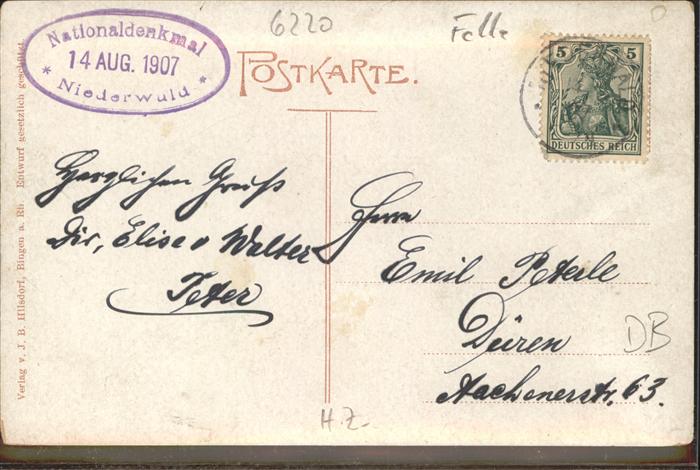 Nationaldenkmal
14 AUG. 1907
* Niederwald *
6220
Felle
POSTKARTE.
5 5
DEUTSCHES REICH
Verlag v. J. B. Hilsdorf, Bingen a. Rh. Entwurf gesetzlich geschützt.
Herzlichen Gruß
Dir, Elise u Walter
Peter
Herrn
Emil Peterle
Düren
Aachenerstr. 63.
DB
H.Z.